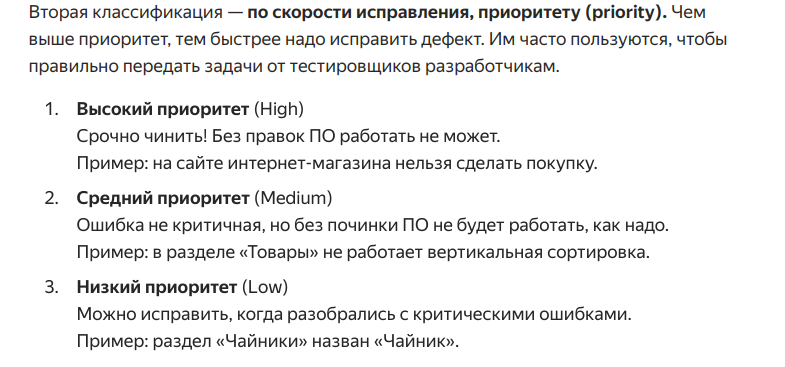 Вторая классификация — по скорости исправления, приоритету (priority). Чем
выше приоритет, тем быстрее надо исправить дефект. Им часто пользуются, чтобы
правильно передать задачи от тестировщиков разработчикам.
1. Высокий приоритет (High)
Срочно чинить! Без правок ПО работать не может.
Пример: на сайте интернет-магазина нельзя сделать покупку.
2. Средний приоритет (Medium)
Ошибка не критичная, но без починки ПО не будет работать, как надо.
Пример: в разделе «Товары» не работает вертикальная сортировка.
3. Низкий приоритет (Low)
Можно исправить, когда разобрались с критическими ошибками.
Пример: раздел «Чайники» назван «Чайник».